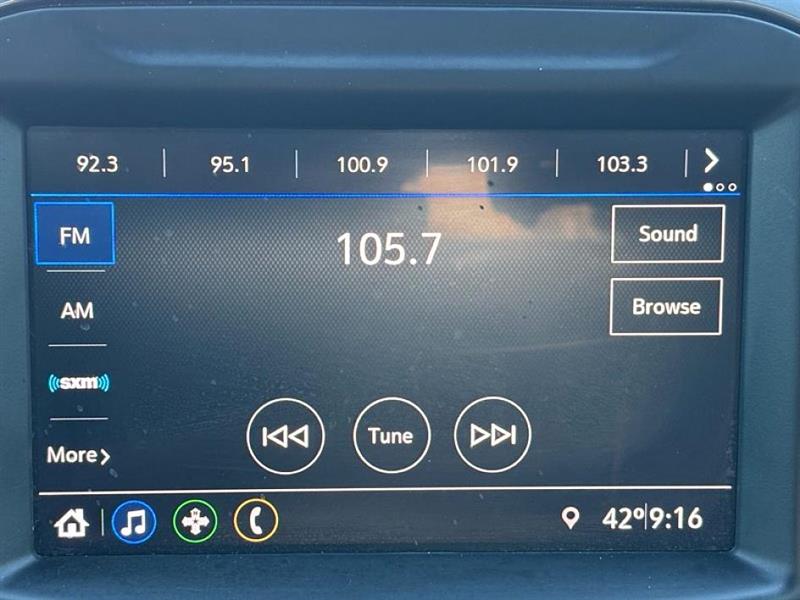 92.3 95.1 100.9 101.9 103.3
FM
105.7
Sound
AM
Browse
sxm
More
Tune
42° 9:16